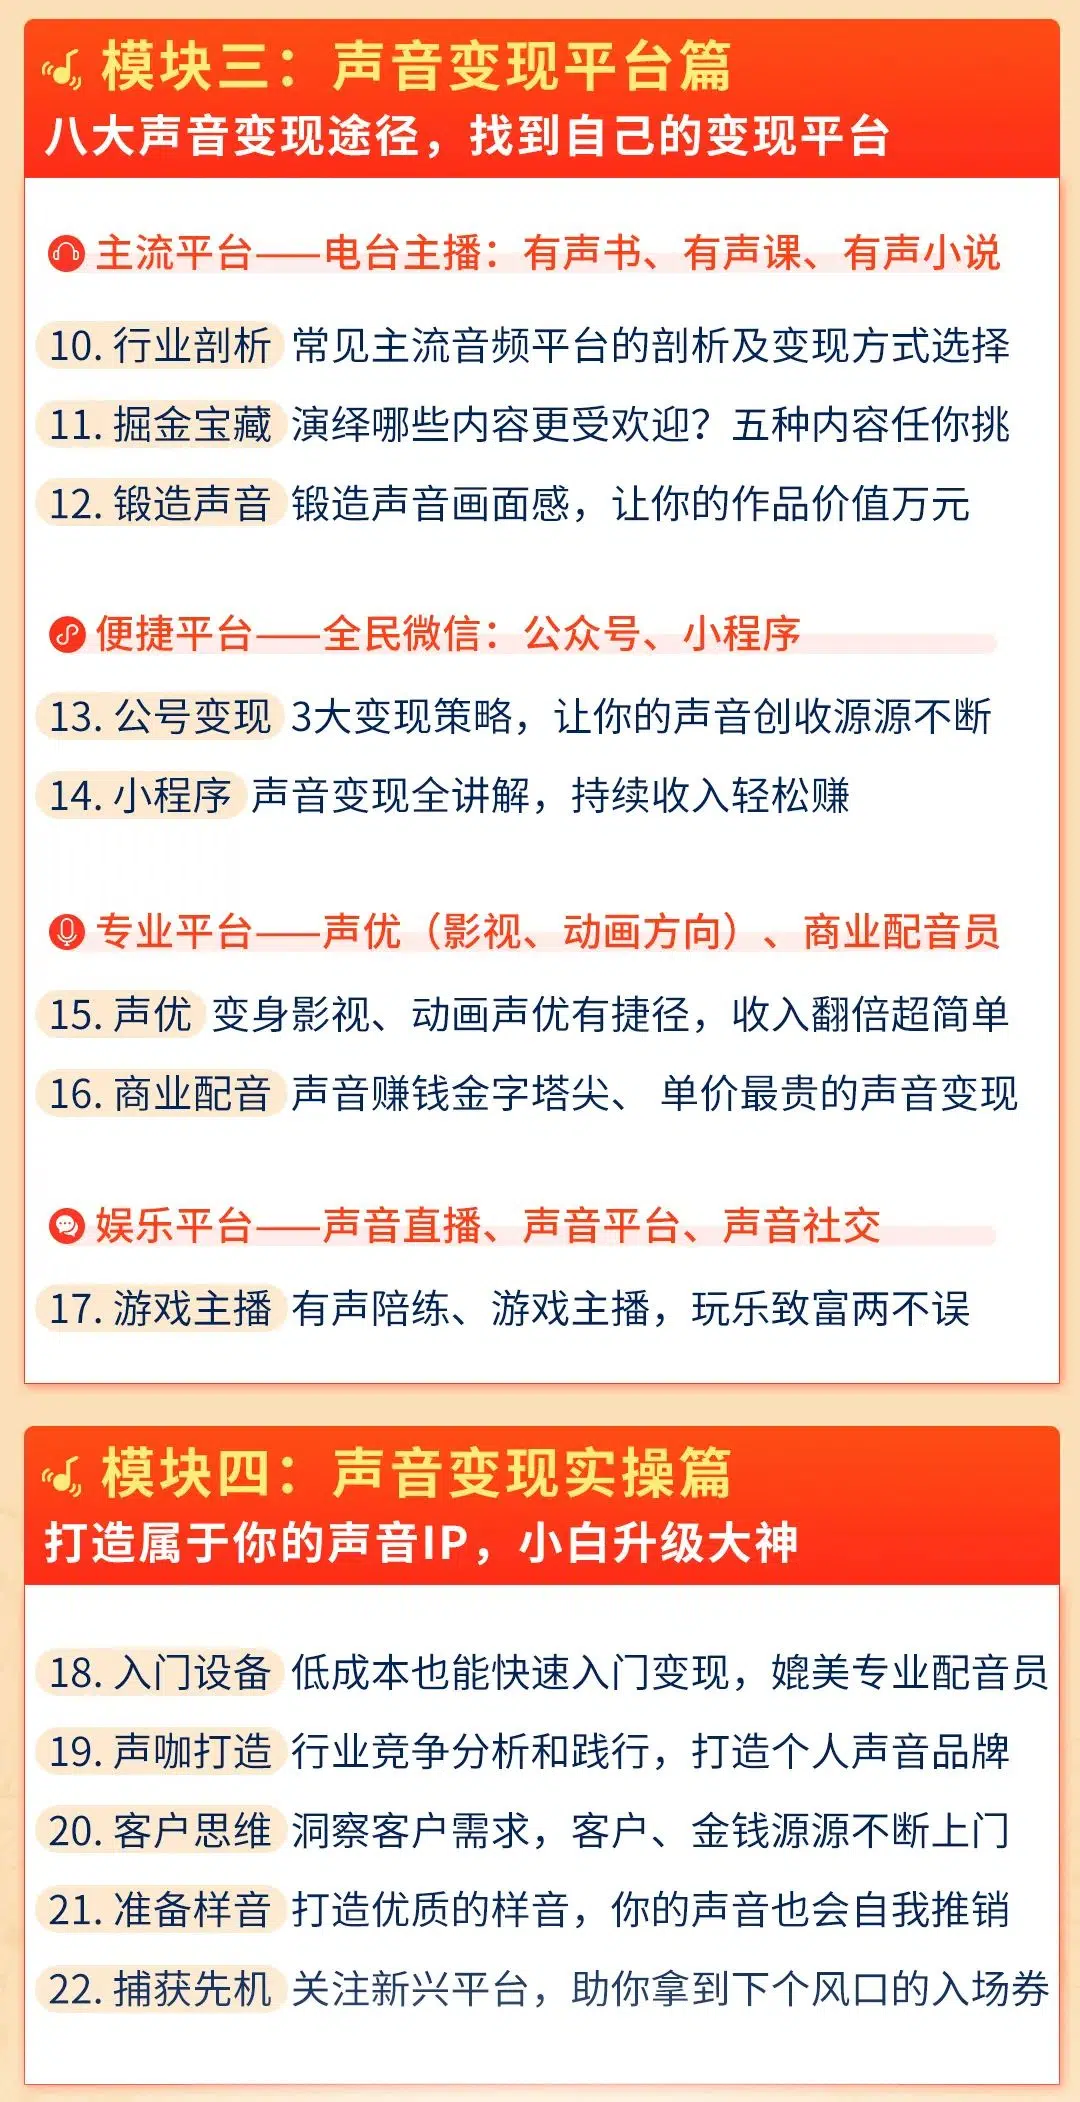 模块三：声音变现平台篇
八大声音变现途径，找到自己的变现平台
主流平台——电台主播：有声书、有声课、有声小说
10. 行业剖析 常见主流音频平台的剖析及变现方式选择
11. 掘金宝藏 演绎哪些内容更受欢迎？五种内容任你挑
12. 锻造声音 锻造声音画面感，让你的作品价值万元
便捷平台——全民微信：公众号、小程序
13. 公号变现 3大变现策略，让你的声音创收源源不断
14. 小程序 声音变现全讲解，持续收入轻松赚
专业平台——声优（影视、动画方向）、商业配音员
15. 声优 变身影视、动画声优有捷径，收入翻倍超简单
16. 商业配音 声音赚钱金字塔尖、 单价最贵的声音变现
娱乐平台——声音直播、声音平台、声音社交
17. 游戏主播 有声陪练、游戏主播，玩乐致富两不误
模块四：声音变现实操篇
打造属于你的声音IP，小白升级大神
18. 入门设备 低成本也能快速入门变现，媲美专业配音员
19. 声咖打造 行业竞争分析和践行，打造个人声音品牌
20. 客户思维 洞察客户需求，客户、金钱源源不断上门
21. 准备样音 打造优质的样音，你的声音也会自我推销
22. 捕获先机 关注新兴平台，助你拿到下个风口的入场券